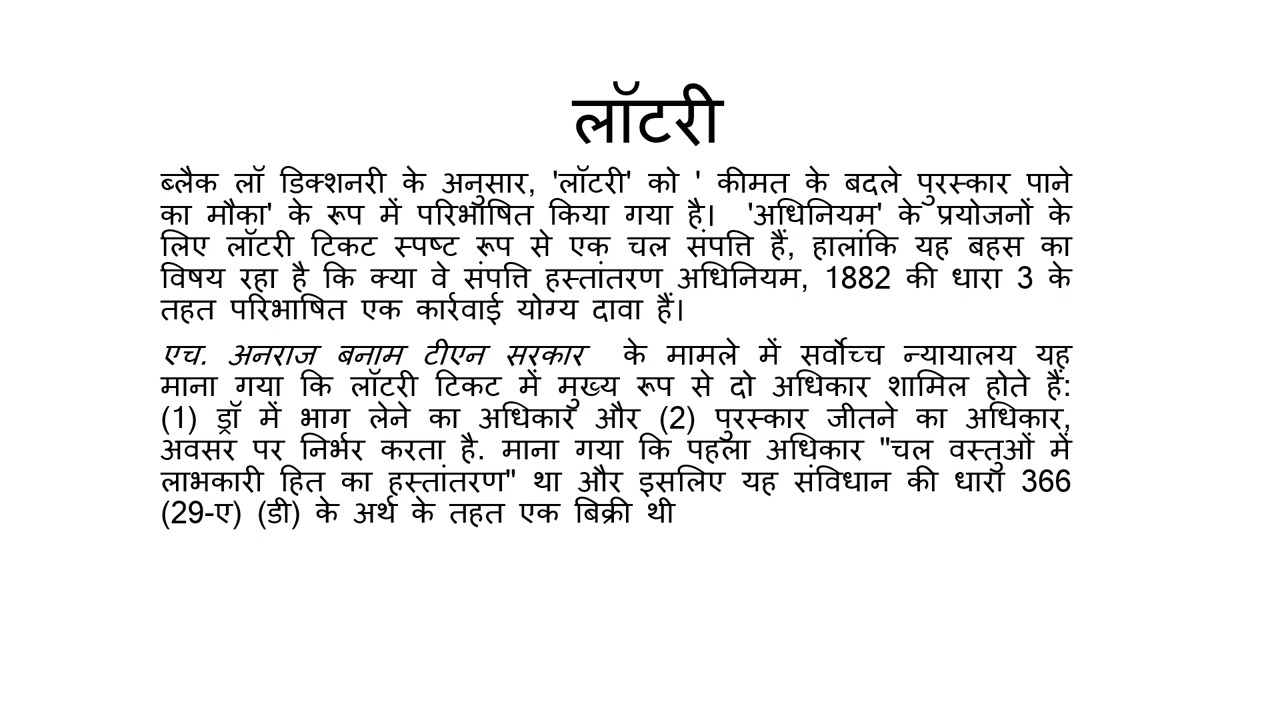 लॉटरी
ब्लैक लॉ डिक्शनरी के अनुसार, 'लॉटरी' को ' कीमत के बदले पुरस्कार पाने
का मौका' के रूप में परिभाषित किया गया है। 'अधिनियम' के प्रयोजनों के
लिए लॉटरी टिकट स्पष्ट रूप से एक चल संपत्ति हैं, हालांकि यह बहस का
विषय रहा है कि क्या वे संपत्ति हस्तांतरण अधिनियम, 1882 की धारा 3 के
तहत परिभाषित एक कार्रवाई योग्य दावा हैं।
एच. अनराज बनाम टीएन सरकार के मामले में सर्वोच्च न्यायालय यह
माना गया कि लॉटरी टिकट में मुख्य रूप से दो अधिकार शामिल होते हैं:
(1) ड्रॉ में भाग लेने का अधिकार और (2) पुरस्कार जीतने का अधिकार,
अवसर पर निर्भर करता है. माना गया कि पहला अधिकार "चल वस्तुओं में
लाभकारी हित का हस्तांतरण" था और इसलिए यह संविधान की धारा 366
(29-ए) (डी) के अर्थ के तहत एक बिक्री थी